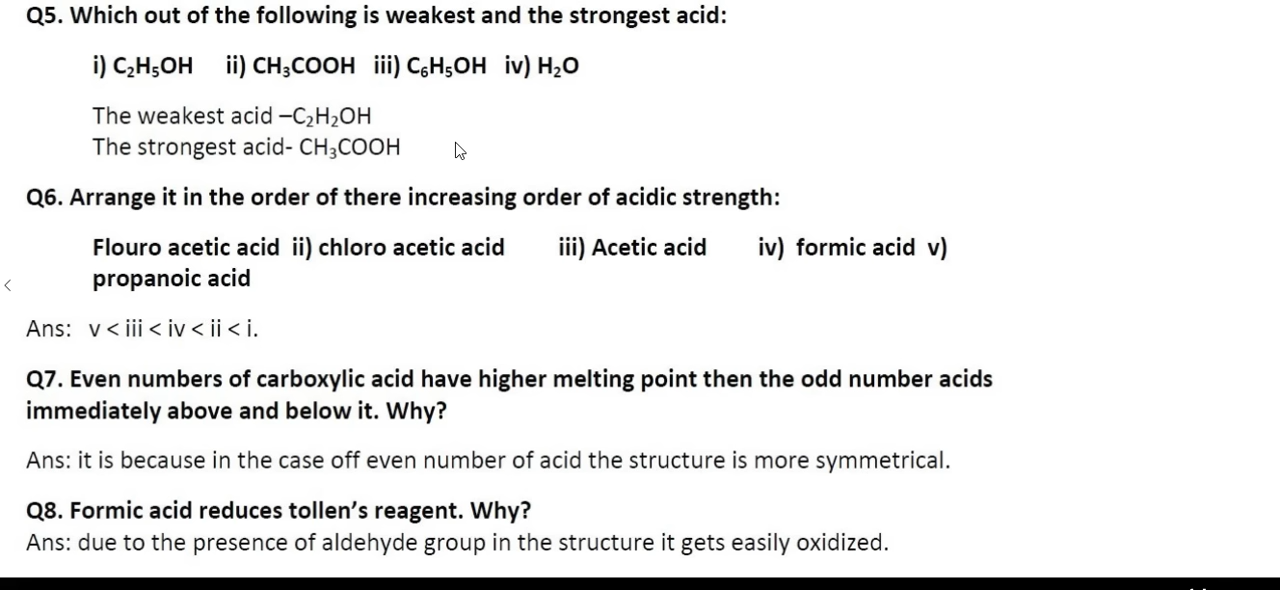 Q5. Which out of the following is weakest and the strongest acid:
i) C₂H₅OH ii) CH₃COOH iii) C₆H₅OH iv) H₂O
The weakest acid –C₂H₂OH
The strongest acid- CH₃COOH
Q6. Arrange it in the order of there increasing order of acidic strength:
Flouro acetic acid ii) chloro acetic acid iii) Acetic acid iv) formic acid v)
propanoic acid
Ans: v < iii < iv < ii < i.
Q7. Even numbers of carboxylic acid have higher melting point then the odd number acids
immediately above and below it. Why?
Ans: it is because in the case off even number of acid the structure is more symmetrical.
Q8. Formic acid reduces tollen’s reagent. Why?
Ans: due to the presence of aldehyde group in the structure it gets easily oxidized.